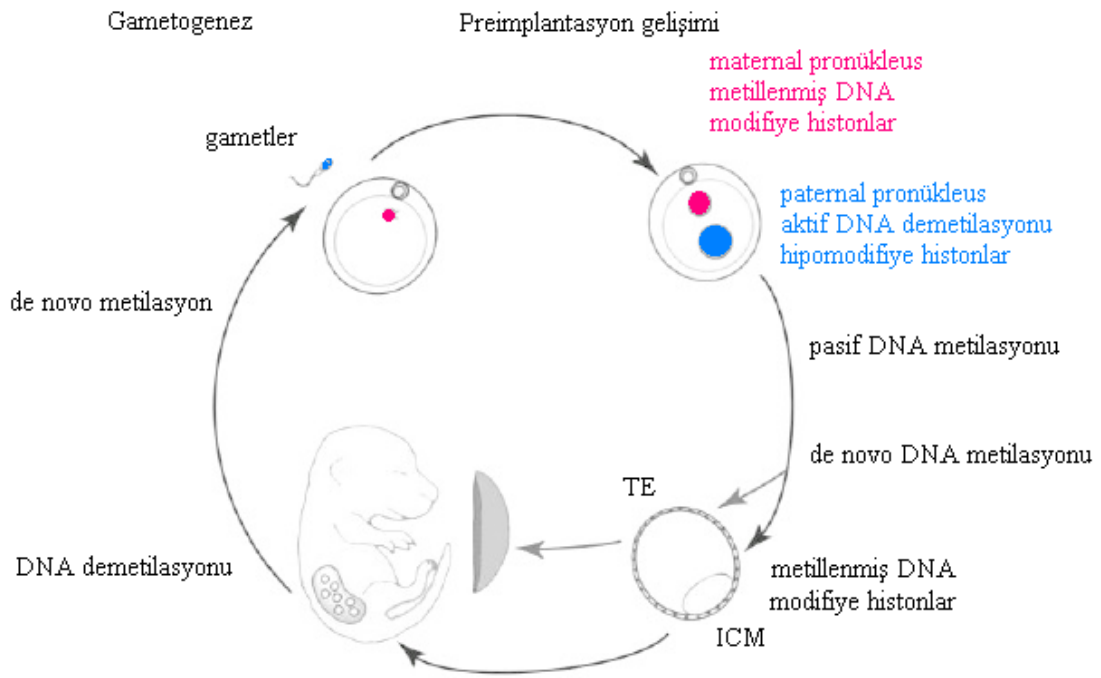 Gametogenez
Preimplantasyon gelişimi
maternal pronükleus
metillenmiş DNA
modifiye histonlar
gametler
paternal pronükleus
aktif DNA demetilasyonu
hipomodifiye histonlar
de novo metilasyon
pasif DNA metilasyonu
de novo DNA metilasyonu
TE
DNA demetilasyonu
metillenmiş DNA
modifiye histonlar
ICM